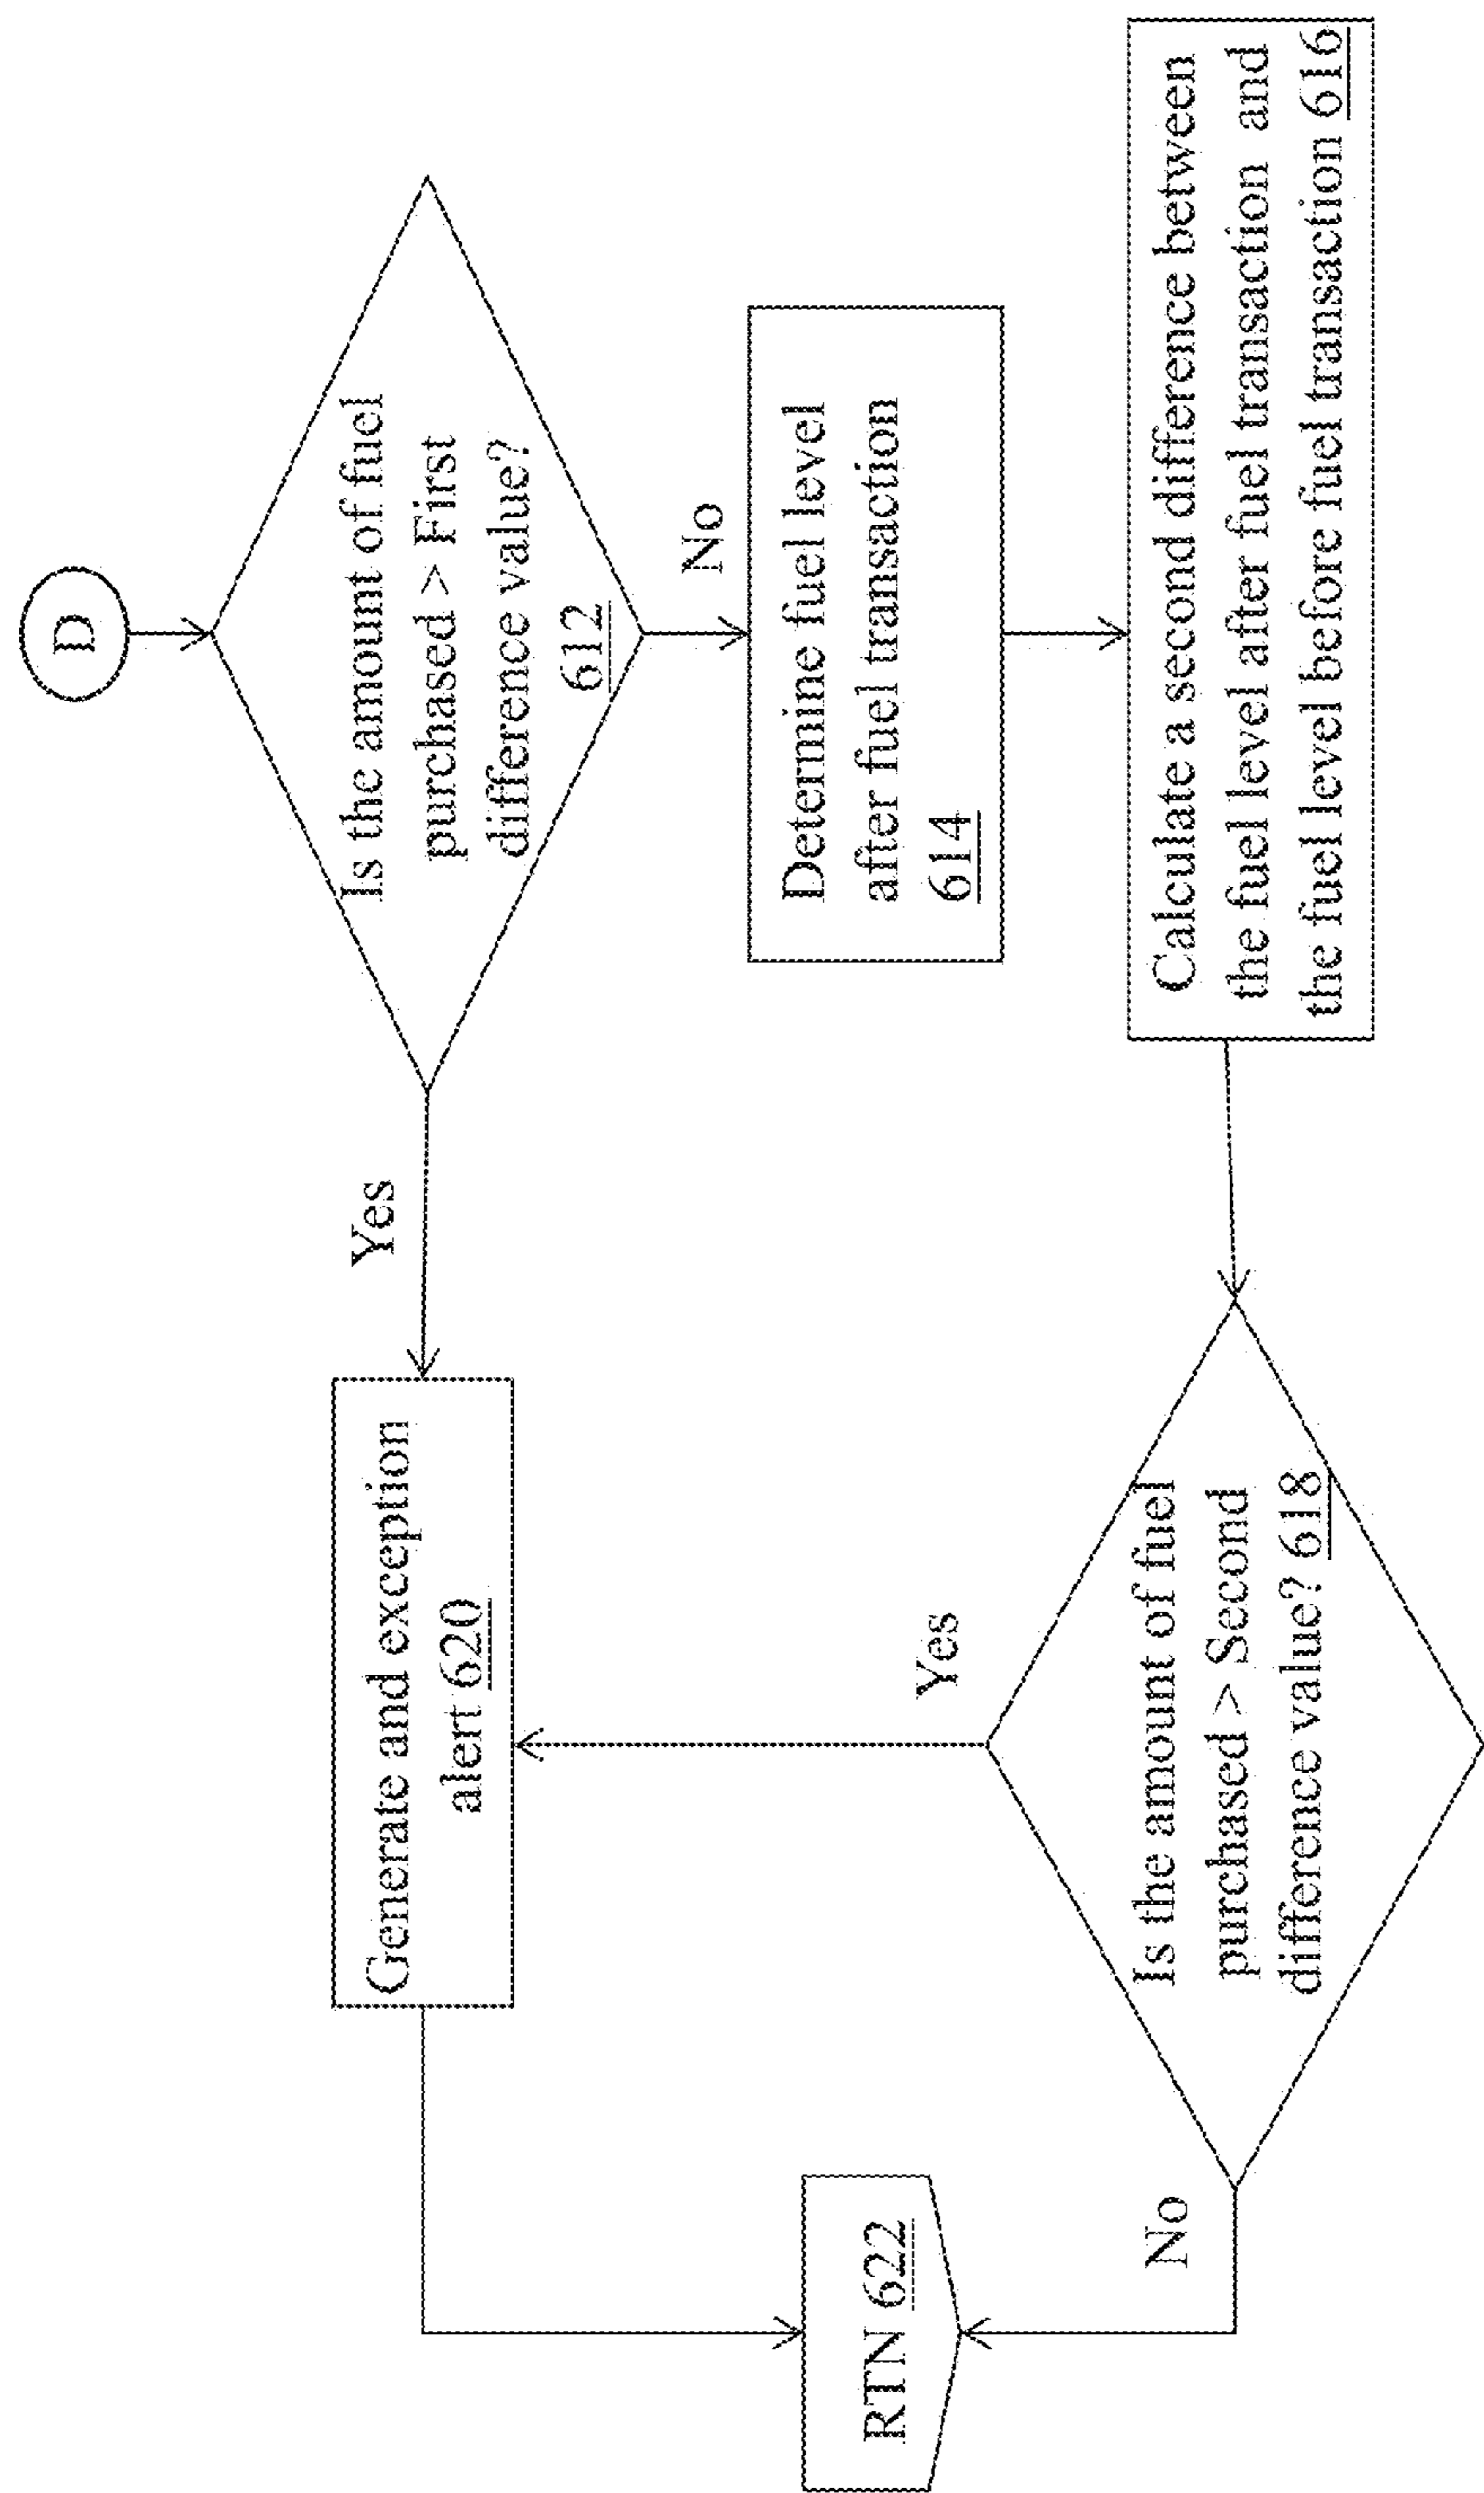 D
Is the amount of fuel
purchased > First
difference value?
612
Yes
No
Determine fuel level
after fuel transaction
614
Calculate a second difference between
the fuel level after fuel transaction and
the fuel level before fuel transaction 616
Is the amount of fuel
purchased > Second
difference value? 618
Yes
No
Generate and exception
alert 620
RTN 622